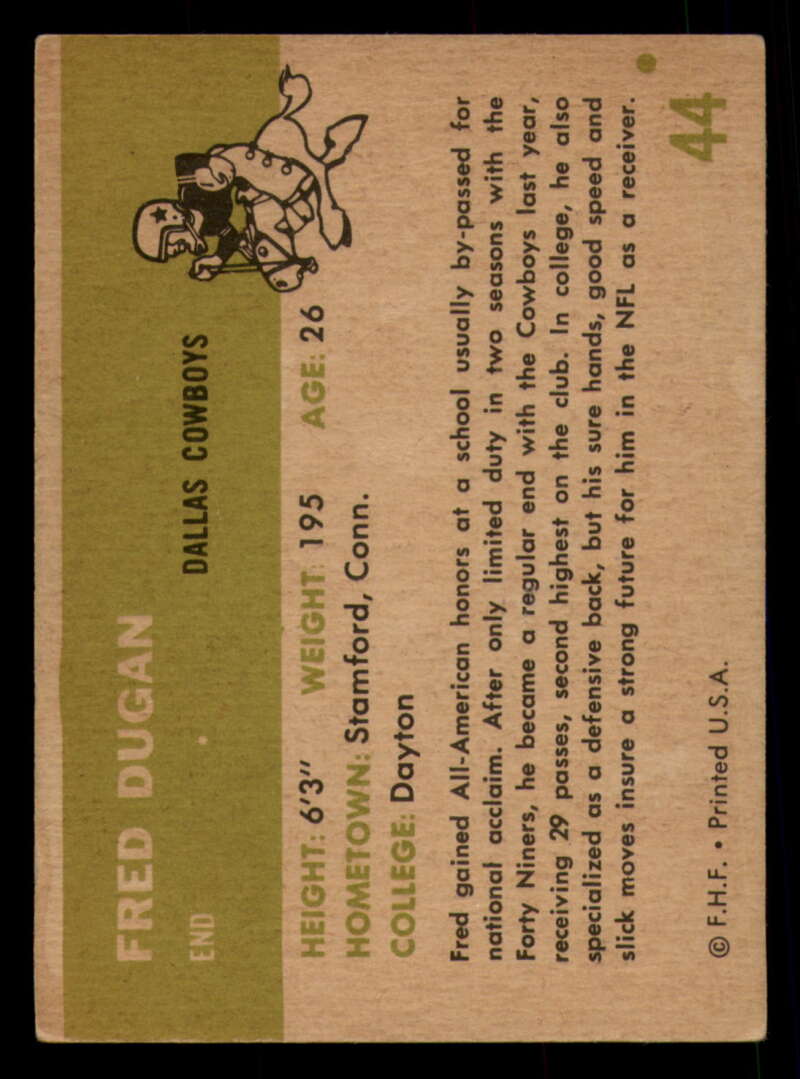 FRED DUGAN
END
DALLAS COWBOYS
HEIGHT: 6'3" WEIGHT: 195 AGE: 26
HOMETOWN: Stamford, Conn.
COLLEGE: Dayton
Fred gained All-American honors at a school usually by-passed for
national acclaim. After only limited duty in two seasons with the
Forty Niners, he became a regular end with the Cowboys last year,
receiving 29 passes, second highest on the club. In college, he also
specialized as a defensive back, but his sure hands, good speed and
slick moves insure a strong future for him in the NFL as a receiver.
© F.H.F. • Printed U.S.A.
44